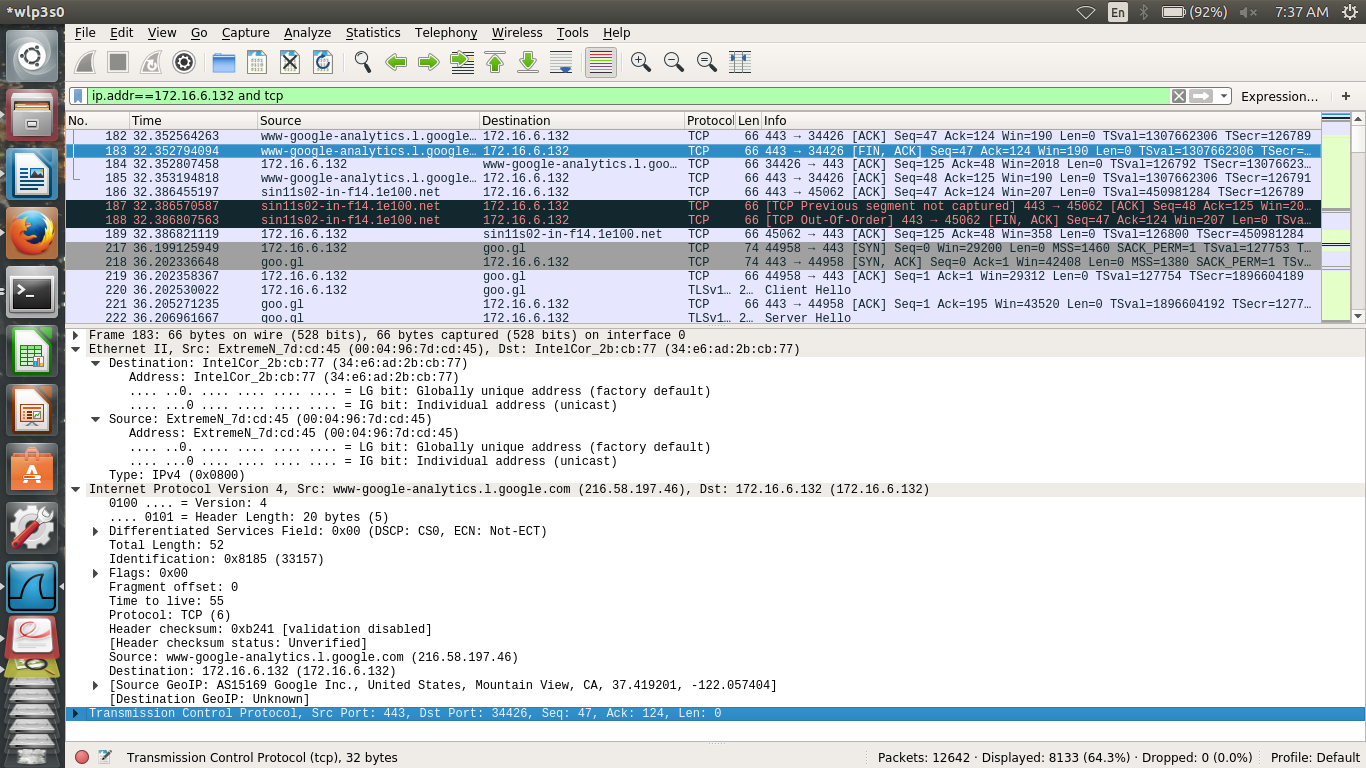 *wlp3s0 En (92%) 7:37 AM
File Edit View Go Capture Analyze Statistics Telephony Wireless Tools Help
ip.addr==172.16.6.132 and tcp Expression… +
No. Time Source Destination Protocol Len Info
182 32.352564263 www-google-analytics.l.google… 172.16.6.132 TCP 66 443 → 34426 [ACK] Seq=47 Ack=124 Win=190 Len=0 TSval=1307662306 TSecr=126789
183 32.352794094 www-google-analytics.l.google… 172.16.6.132 TCP 66 443 → 34426 [FIN, ACK] Seq=47 Ack=124 Win=190 Len=0 TSval=1307662306 TSecr=…
184 32.352807458 172.16.6.132 www-google-analytics.l.goo… TCP 66 34426 → 443 [ACK] Seq=125 Ack=48 Win=2018 Len=0 TSval=126792 TSecr=13076623…
185 32.353194818 www-google-analytics.l.google… 172.16.6.132 TCP 66 443 → 34426 [ACK] Seq=48 Ack=125 Win=190 Len=0 TSval=1307662306 TSecr=126791
186 32.386455197 sin11s02-in-f14.1e100.net 172.16.6.132 TCP 66 443 → 45062 [ACK] Seq=47 Ack=124 Win=207 Len=0 TSval=450981284 TSecr=126789
187 32.386570587 sin11s02-in-f14.1e100.net 172.16.6.132 TCP 66 [TCP Previous segment not captured] 443 → 45062 [ACK] Seq=48 Ack=125 Win=20…
188 32.386807563 sin11s02-in-f14.1e100.net 172.16.6.132 TCP 66 [TCP Out-Of-Order] 443 → 45062 [FIN, ACK] Seq=47 Ack=124 Win=207 Len=0 TSva…
189 32.386821119 172.16.6.132 sin11s02-in-f14.1e100.net TCP 66 45062 → 443 [ACK] Seq=125 Ack=48 Win=358 Len=0 TSval=126800 TSecr=450981284
217 36.199125949 172.16.6.132 goo.gl TCP 74 44958 → 443 [SYN] Seq=0 Win=29200 Len=0 MSS=1460 SACK_PERM=1 TSval=127753 T…
218 36.202336648 goo.gl 172.16.6.132 TCP 74 443 → 44958 [SYN, ACK] Seq=0 Ack=1 Win=42408 Len=0 MSS=1380 SACK_PERM=1 TSv…
219 36.202358367 172.16.6.132 goo.gl TCP 66 44958 → 443 [ACK] Seq=1 Ack=1 Win=29312 Len=0 TSval=127754 TSecr=1896604189
220 36.202530022 172.16.6.132 goo.gl TLSv1… 2… Client Hello
221 36.205271235 goo.gl 172.16.6.132 TCP 66 443 → 44958 [ACK] Seq=1 Ack=195 Win=43520 Len=0 TSval=1896604192 TSecr=1277…
222 36.206961667 goo.gl 172.16.6.132 TLSv1… 2… Server Hello
Frame 183: 66 bytes on wire (528 bits), 66 bytes captured (528 bits) on interface 0
Ethernet II, Src: ExtremeN_7d:cd:45 (00:04:96:7d:cd:45), Dst: IntelCor_2b:cb:77 (34:e6:ad:2b:cb:77)
Destination: IntelCor_2b:cb:77 (34:e6:ad:2b:cb:77)
Address: IntelCor_2b:cb:77 (34:e6:ad:2b:cb:77)
.... ..0. .... .... .... .... = LG bit: Globally unique address (factory default)
.... ...0 .... .... .... .... = IG bit: Individual address (unicast)
Source: ExtremeN_7d:cd:45 (00:04:96:7d:cd:45)
Address: ExtremeN_7d:cd:45 (00:04:96:7d:cd:45)
.... ..0. .... .... .... .... = LG bit: Globally unique address (factory default)
.... ...0 .... .... .... .... = IG bit: Individual address (unicast)
Type: IPv4 (0x0800)
Internet Protocol Version 4, Src: www-google-analytics.l.google.com (216.58.197.46), Dst: 172.16.6.132 (172.16.6.132)
0100 .... = Version: 4
.... 0101 = Header Length: 20 bytes (5)
Differentiated Services Field: 0x00 (DSCP: CS0, ECN: Not-ECT)
Total Length: 52
Identification: 0x8185 (33157)
Flags: 0x00
Fragment offset: 0
Time to live: 55
Protocol: TCP (6)
Header checksum: 0xb241 [validation disabled]
[Header checksum status: Unverified]
Source: www-google-analytics.l.google.com (216.58.197.46)
Destination: 172.16.6.132 (172.16.6.132)
[Source GeoIP: AS15169 Google Inc., United States, Mountain View, CA, 37.419201, -122.057404]
[Destination GeoIP: Unknown]
Transmission Control Protocol, Src Port: 443, Dst Port: 34426, Seq: 47, Ack: 124, Len: 0
Transmission Control Protocol (tcp), 32 bytes Packets: 12642 · Displayed: 8133 (64.3%) · Dropped: 0 (0.0%) Profile: Default